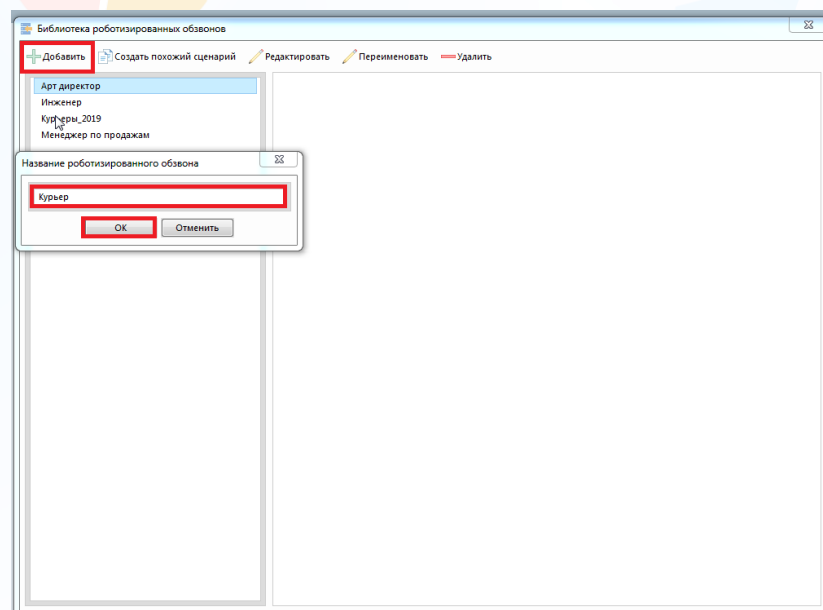 Библиотека роботизированных обзвонов
Добавить Создать похожий сценарий Редактировать Переименовать Удалить
Арт директор
Инженер
Курьеры_2019
Менеджер по продажам
Название роботизированного обзвона
Курьер
ОК Отменить